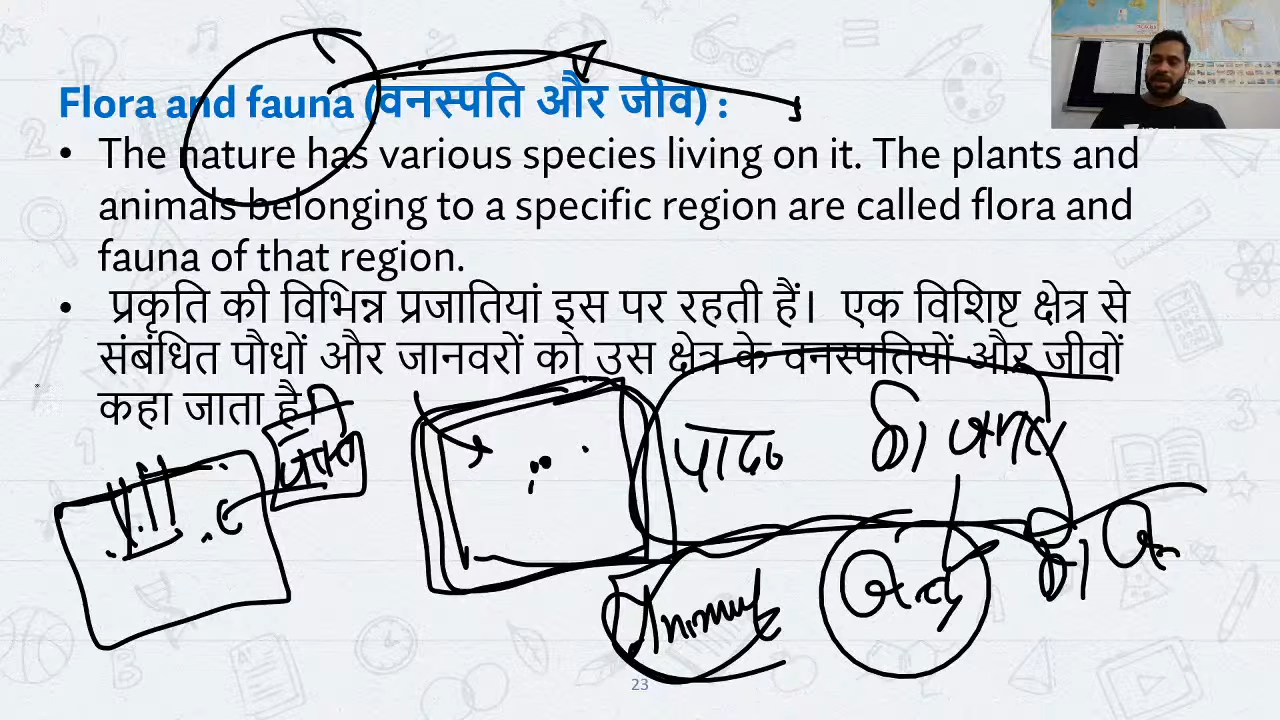 Flora and fauna (वनस्पति और जीव) :
• The nature has various species living on it. The plants and
animals belonging to a specific region are called flora and
fauna of that region.
• प्रकृति की विभिन्न प्रजातियां इस पर रहती हैं। एक विशिष्ट क्षेत्र से
संबंधित पौधों और जानवरों को उस क्षेत्र के वनस्पतियों और जीवों
कहा जाता है।
पादप
जन्तु
23